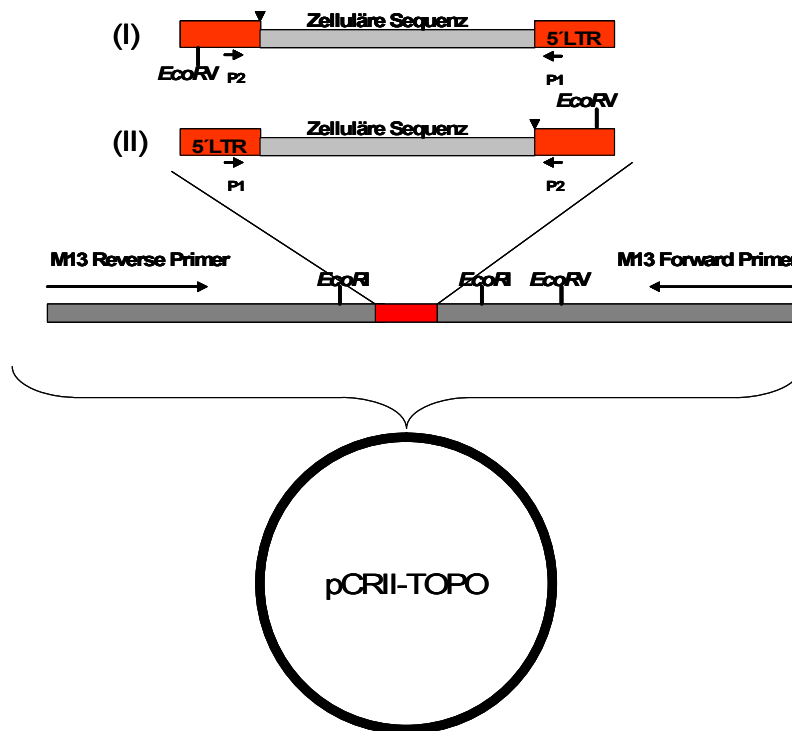 Zelluläre Sequenz
(I)
5´LTR
EcoRV
P2
P1
EcoRV
Zelluläre Sequenz
(II)
5´LTR
P1
P2
M13 Reverse Primer
M13 Forward Primer
EcoRI
EcoRI
EcoRV
pCRII-TOPO